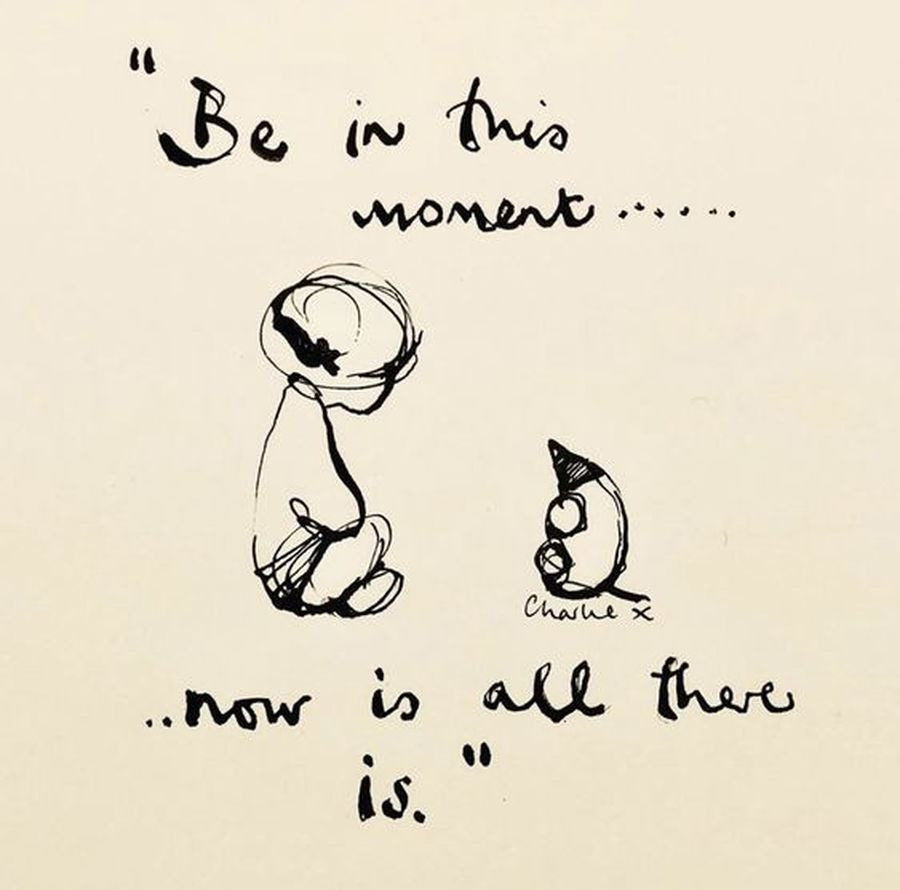 "Be in this
moment ......
Charlie x
..now is all there
is."